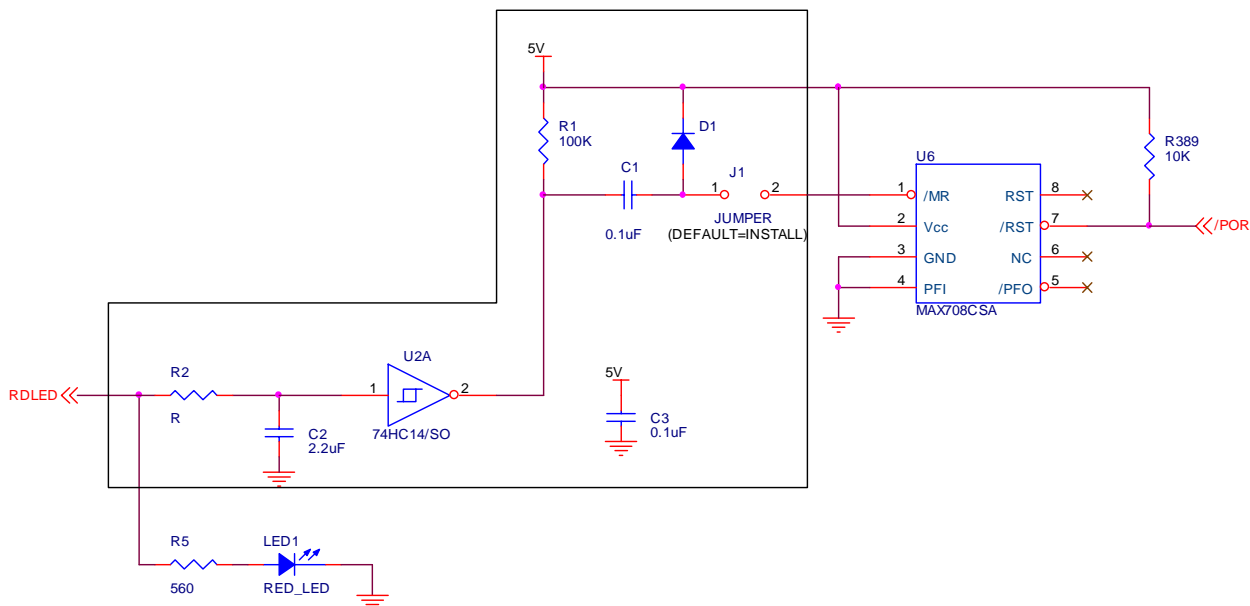 5V
R1
100K
D1
C1
0.1uF
J1
1
2
JUMPER
(DEFAULT=INSTALL)
R389
10K
U6
1
/MR
2
Vcc
3
GND
4
PFI
RST
8
/RST
7
NC
6
/PFO
5
MAX708CSA
/POR
RDLED
R2
R
C2
2.2uF
U2A
1
2
74HC14/SO
5V
C3
0.1uF
R5
560
LED1
RED_LED